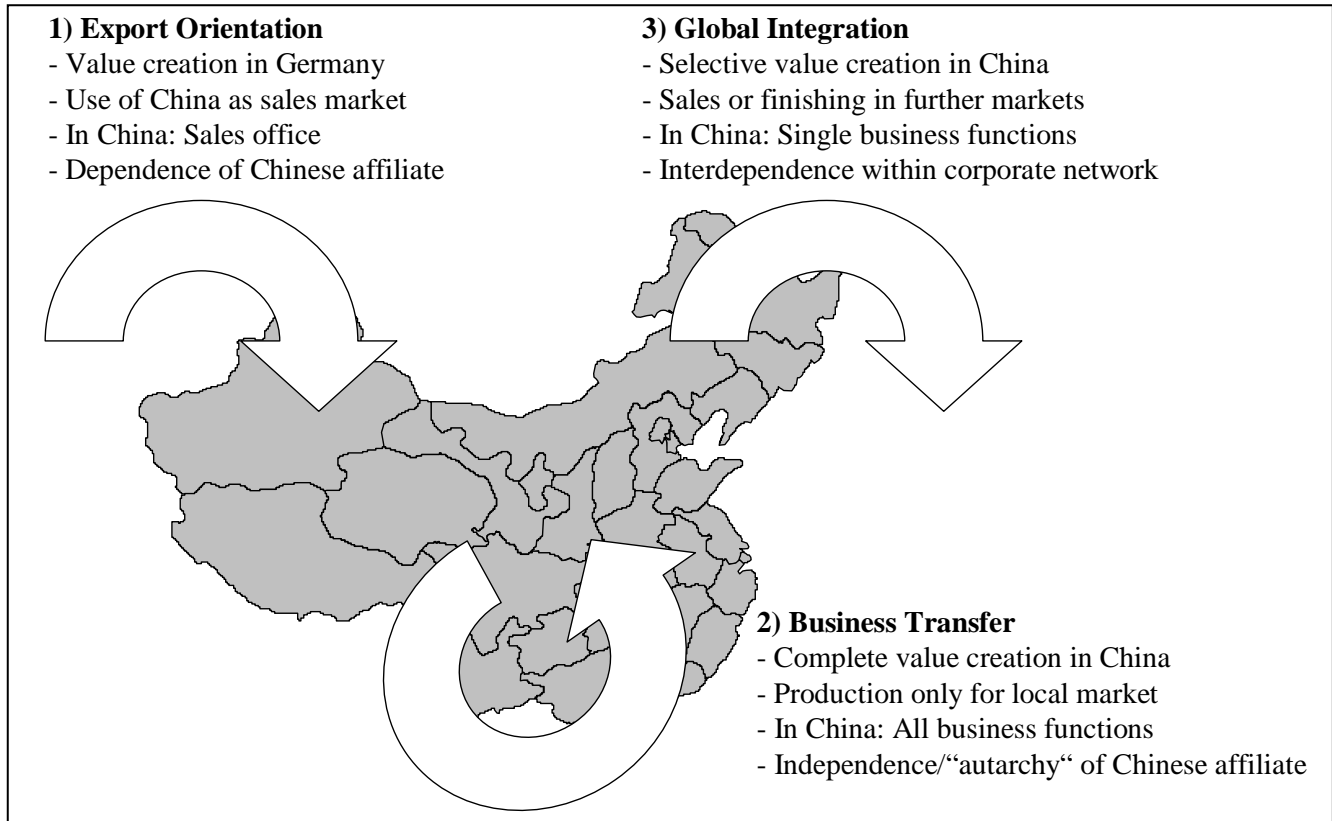 1) Export Orientation
- Value creation in Germany
- Use of China as sales market
- In China: Sales office
- Dependence of Chinese affiliate
3) Global Integration
- Selective value creation in China
- Sales or finishing in further markets
- In China: Single business functions
- Interdependence within corporate network
2) Business Transfer
- Complete value creation in China
- Production only for local market
- In China: All business functions
- Independence/“autarchy“ of Chinese affiliate